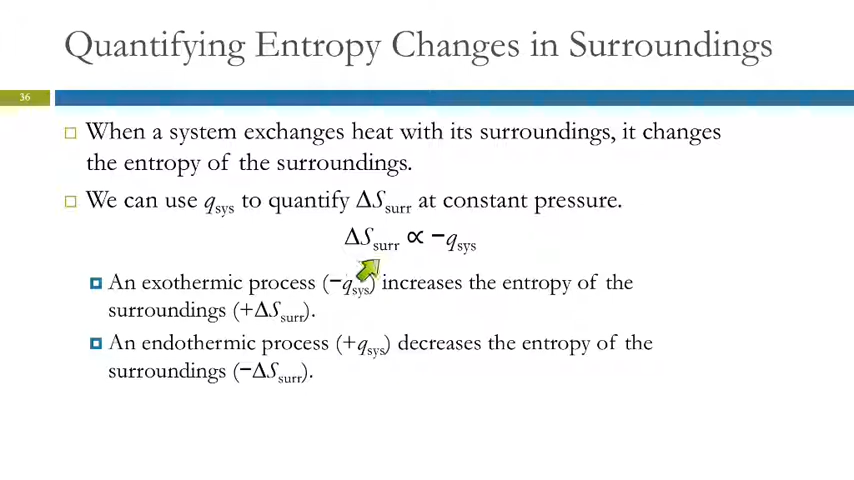 Quantifying Entropy Changes in Surroundings
36
When a system exchanges heat with its surroundings, it changes
the entropy of the surroundings.
We can use qsys to quantify ΔSsurr at constant pressure.
ΔSsurr ∝ −qsys
An exothermic process (−qsys) increases the entropy of the
surroundings (+ΔSsurr).
An endothermic process (+qsys) decreases the entropy of the
surroundings (−ΔSsurr).